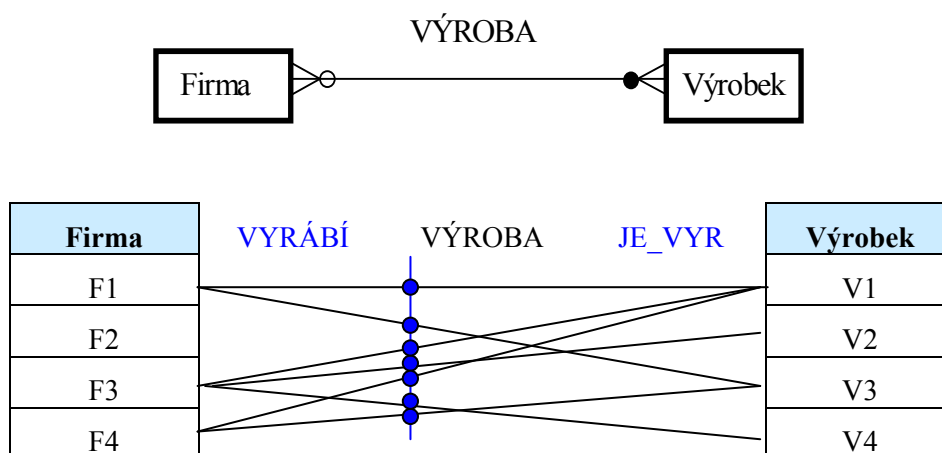 VÝROBA
Firma Výrobek
Firma VYRÁBÍ VÝROBA JE_VYR Výrobek
F1 V1
F2 V2
F3 V3
F4 V4